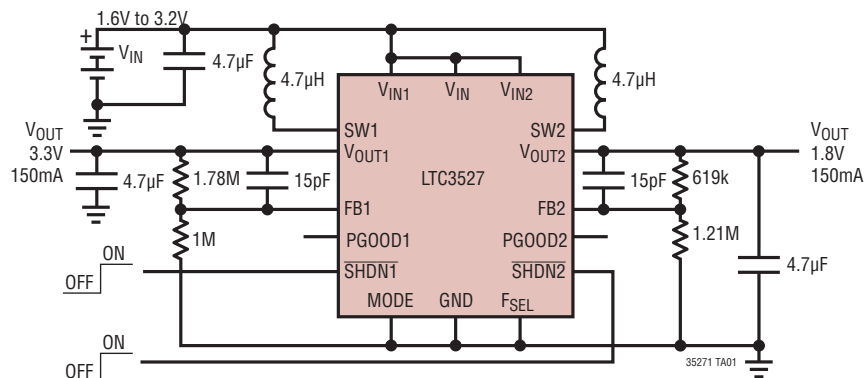 1.6V to 3.2V
+
VIN
4.7µF
4.7µH
4.7µH
VIN1
VIN
VIN2
SW1
SW2
VOUT
3.3V
150mA
VOUT1
VOUT2
VOUT
1.8V
150mA
4.7µF
1.78M
15pF
LTC3527
15pF
619k
FB1
FB2
1M
PGOOD1
PGOOD2
1.21M
4.7µF
OFF
ON
SHDN1
SHDN2
MODE
GND
FSEL
OFF
ON
35271 TA01